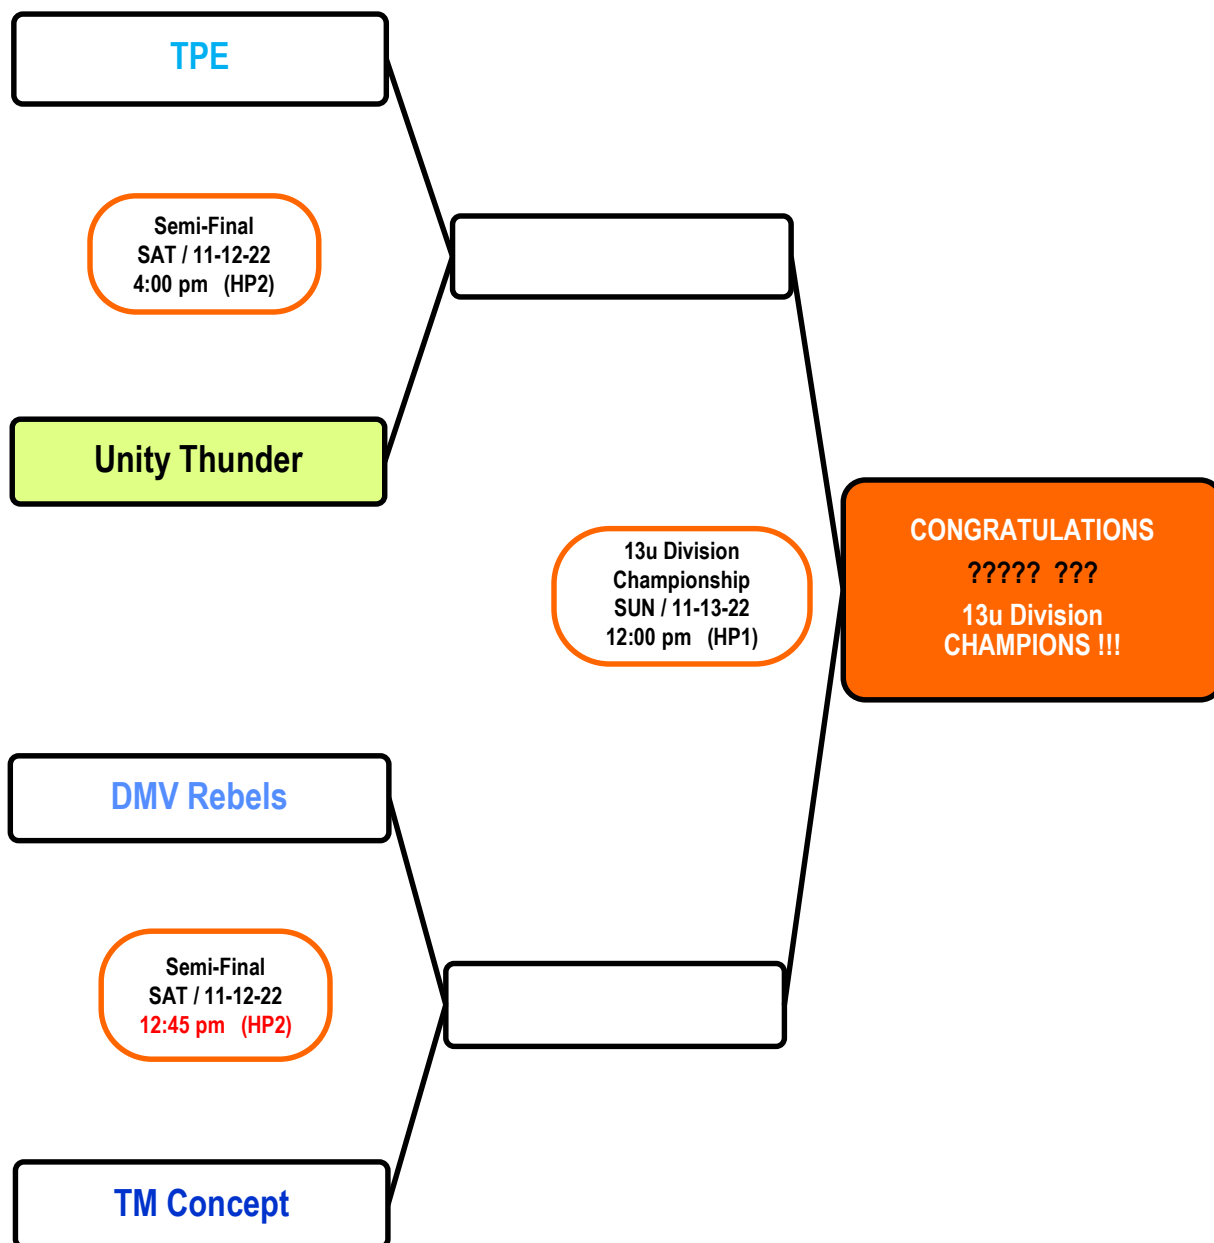 TPE
Semi-Final
SAT / 11-12-22
4:00 pm (HP2)
Unity Thunder
13u Division
Championship
SUN / 11-13-22
12:00 pm (HP1)
CONGRATULATIONS
????? ???
13u Division
CHAMPIONS !!!
DMV Rebels
Semi-Final
SAT / 11-12-22
12:45 pm (HP2)
TM Concept